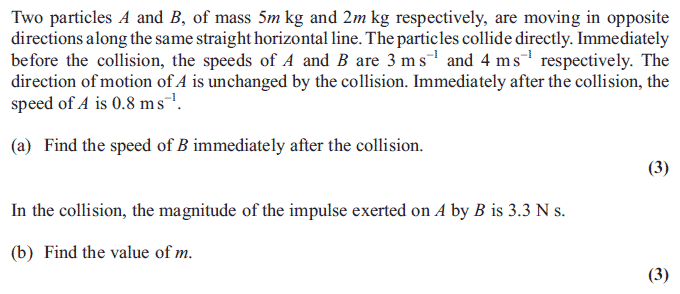 Two particles A and B, of mass 5m kg and 2m kg respectively, are moving in opposite
directions along the same straight horizontal line. The particles collide directly. Immediately
before the collision, the speeds of A and B are 3 m s⁻¹ and 4 m s⁻¹ respectively. The
direction of motion of A is unchanged by the collision. Immediately after the collision, the
speed of A is 0.8 m s⁻¹.
(a) Find the speed of B immediately after the collision.
(3)
In the collision, the magnitude of the impulse exerted on A by B is 3.3 N s.
(b) Find the value of m.
(3)